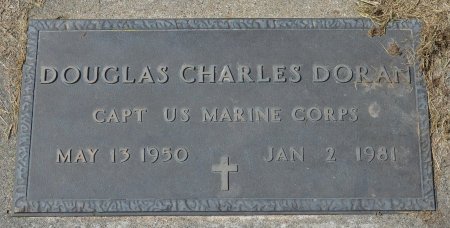 DOUGLAS CHARLES DORAN
CAPT US MARINE CORPS
MAY 13 1950 JAN 2 1981